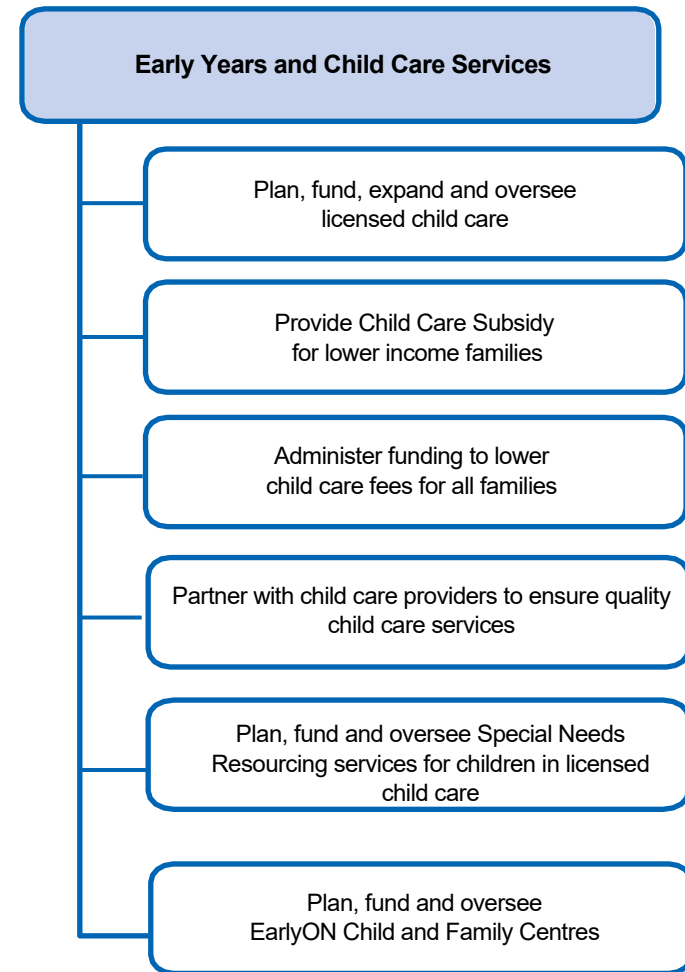 Early Years and Child Care Services
Plan, fund, expand and oversee
licensed child care
Provide Child Care Subsidy
for lower income families
Administer funding to lower
child care fees for all families
Partner with child care providers to ensure quality
child care services
Plan, fund and oversee Special Needs
Resourcing services for children in licensed
child care
Plan, fund and oversee
EarlyON Child and Family Centres